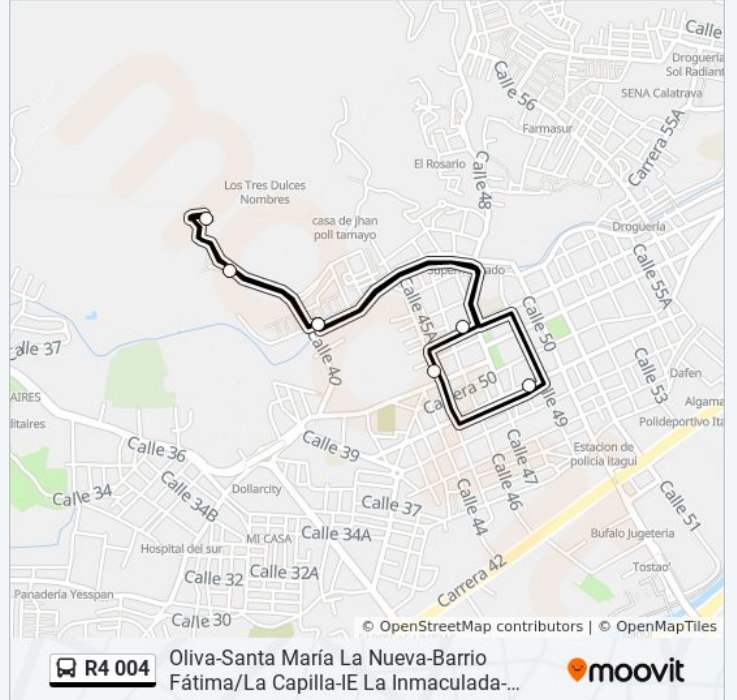 Calle
Droguería
Sol Radiant
Calle 56
SENA Calatrava
Carrera 55A
Farmasur
El Rosario
Calle 48
Los Tres Dulces
Nombres
casa de jhan
poll tamayo
Droguería
Calle 55A
Calle 45A
Calle 50
alle 37
Calle 40
Calle 53
Dafen
AIRES
Carrera 50
Calle 49
Algama
ilitaires
Polideportivo Ita
Calle 36
Calle 39
Calle 47
Estacion de
policia Itagui
Calle 34
Calle 34B
Dollarcity
Calle 46
Calle 44
Calle 37
Calle 51
MI CASA
Calle 34A
Bufalo Jugeteria
Hospital del sur
Calle 32
Calle 32A
Carrera 42
Tostao'
Panadería Yesspan
Calle 30
© OpenStreetMap contributors | © OpenMapTiles
R4 004
Oliva-Santa María La Nueva-Barrio
Fátima/La Capilla-IE La Inmaculada-...
moovit